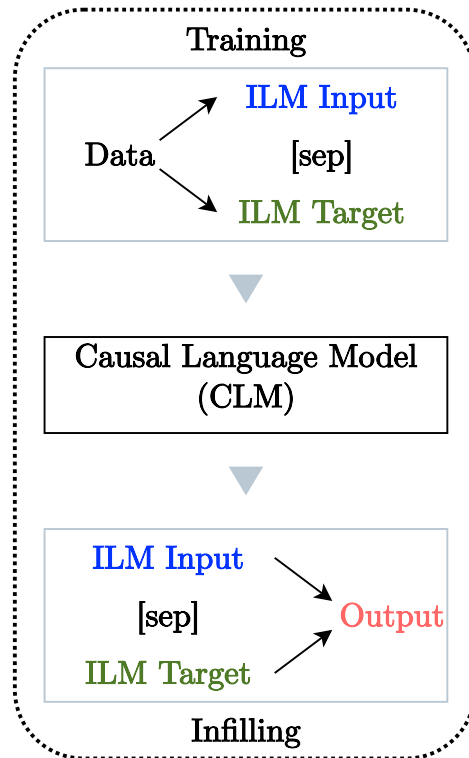 Training
ILM Input
Data
[sep]
ILM Target
Causal Language Model
(CLM)
ILM Input
[sep]
Output
ILM Target
Infilling